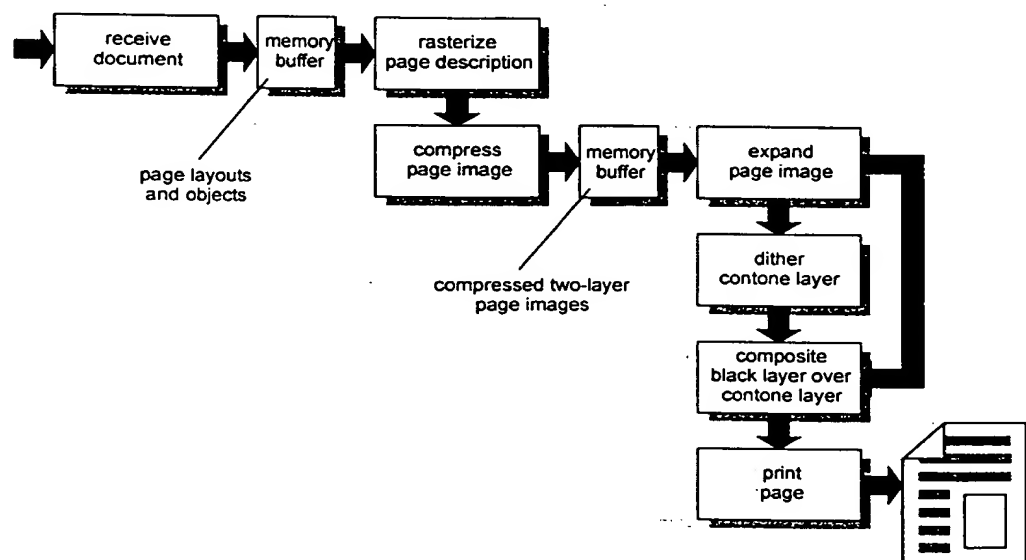 receive
document
memory
buffer
rasterize
page description
page layouts
and objects
compress
page image
memory
buffer
expand
page image
compressed two-layer
page images
dither
contone layer
composite
black layer over
contone layer
print
page